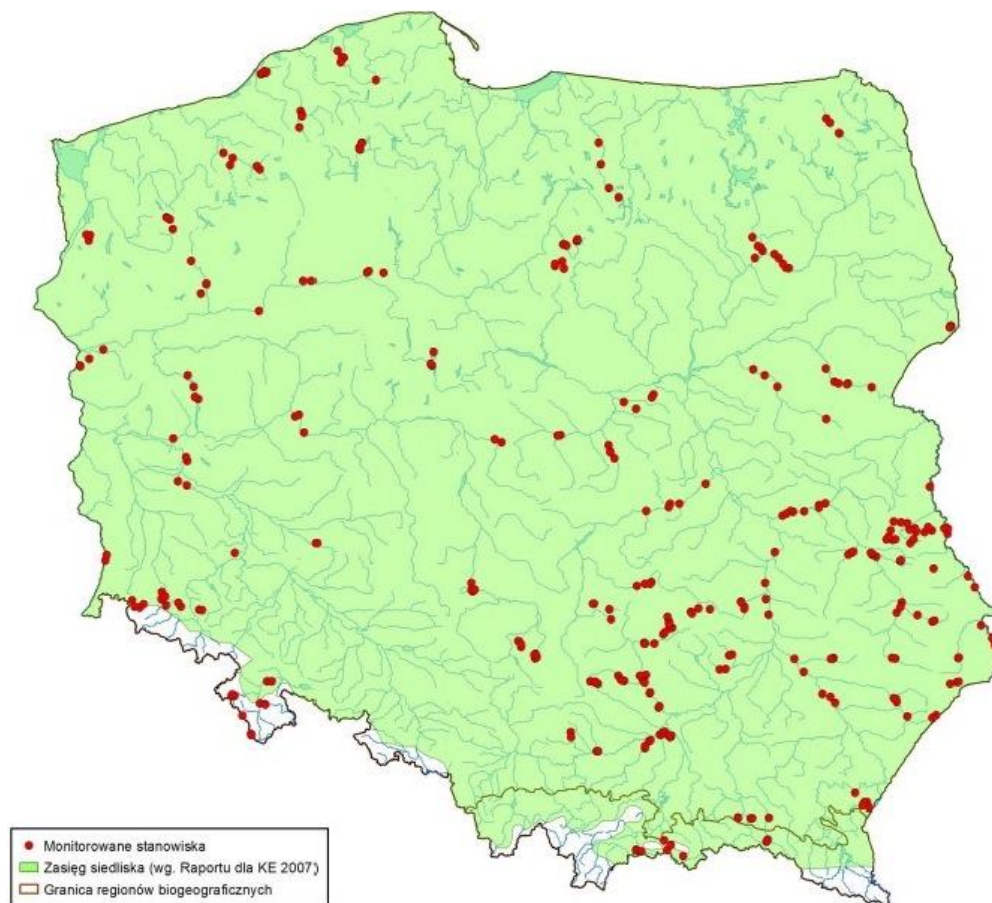 Monitorowane stanowiska
Zasięg siedliska (wg. Raportu dla KE 2007)
Granica regionów biogeograficznych